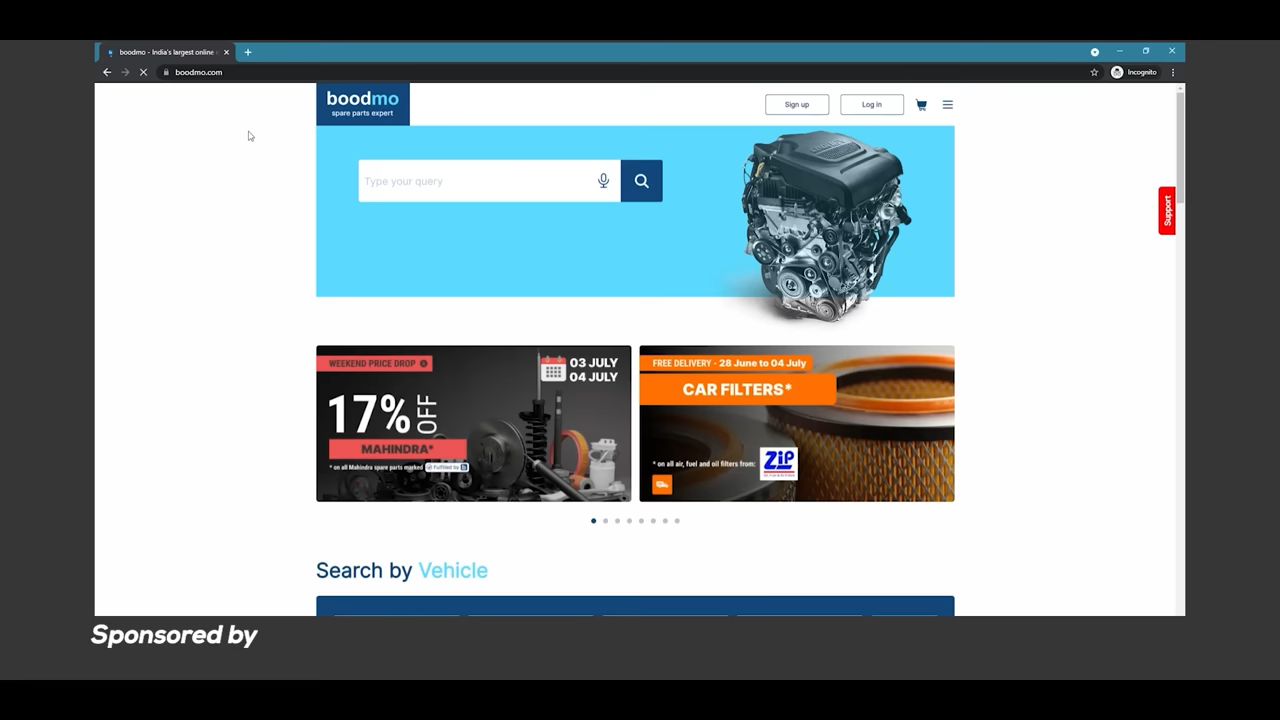 boodmo - India's largest online
boodmo.com
Incognito
boodmo
spare parts expert
Sign up
Log in
Type your query
Support
WEEKEND PRICE DROP
03 JULY
04 JULY
17% OFF
MAHINDRA*
* on all Mahindra spare parts marked Fulfilled by b
FREE DELIVERY - 28 June to 04 July
CAR FILTERS*
* on all air, fuel and oil filters from:
ZiP
Search by Vehicle
Sponsored by